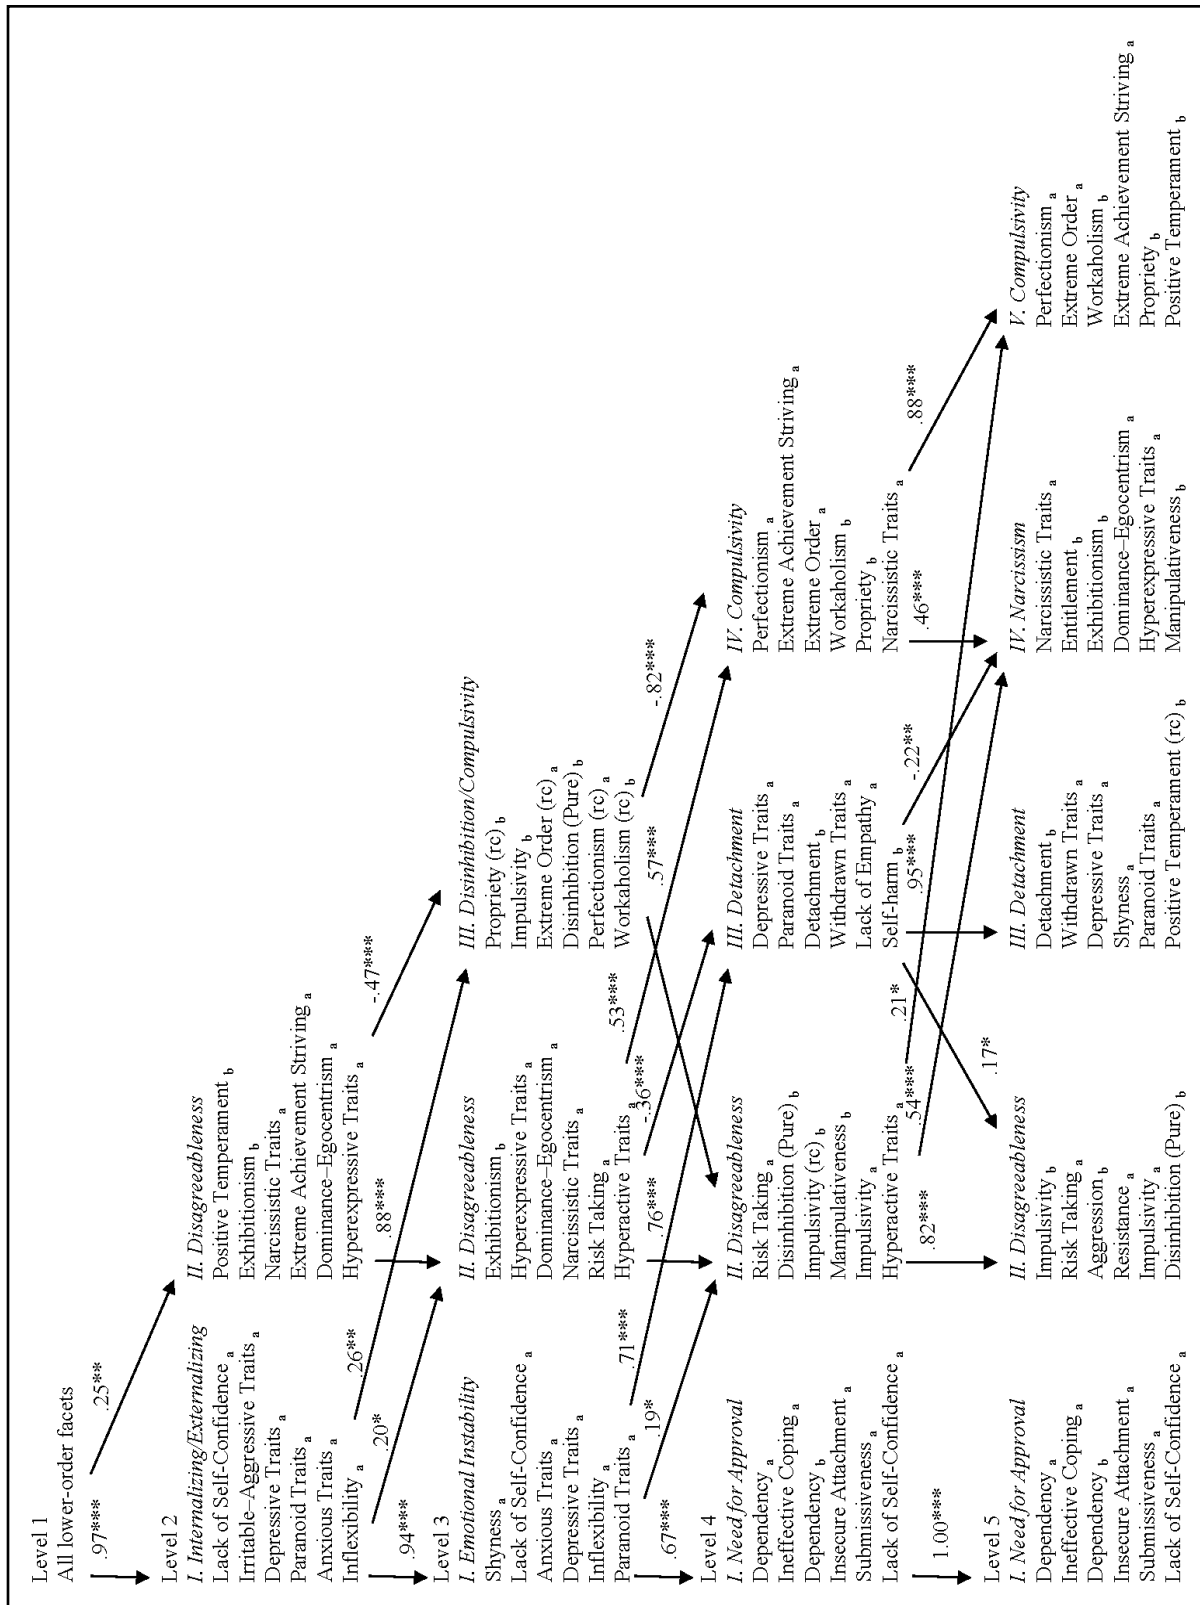 Level 1
All lower-order facets
.97***
.25**
Level 2
I. Internalizing/Externalizing
Lack of Self-Confidence a
Irritable–Aggressive Traits a
Depressive Traits a
Paranoid Traits a
Anxious Traits a
Inflexibility a
II. Disagreeableness
Positive Temperament b
Exhibitionism b
Narcissistic Traits a
Extreme Achievement Striving a
Dominance–Egocentrism a
Hyperexpressive Traits a
.94***
.20*
.26**
.88***
-.47***
Level 3
I. Emotional Instability
Shyness a
Lack of Self-Confidence a
Anxious Traits a
Depressive Traits a
Inflexibility a
Paranoid Traits a
II. Disagreeableness
Exhibitionism b
Hyperexpressive Traits a
Dominance–Egocentrism a
Narcissistic Traits a
Risk Taking a
Hyperactive Traits a
III. Disinhibition/Compulsivity
Propriety (rc) b
Impulsivity b
Extreme Order (rc) a
Disinhibition (Pure) b
Perfectionism (rc) a
Workaholism (rc) b
.67***
.19*
.71***
.76***
-.36***
.53***
.57***
-.82***
Level 4
I. Need for Approval
Dependency a
Ineffective Coping a
Dependency b
Insecure Attachment a
Submissiveness a
Lack of Self-Confidence a
II. Disagreeableness
Risk Taking a
Disinhibition (Pure) b
Impulsivity (rc) b
Manipulativeness b
Impulsivity a
Hyperactive Traits a
III. Detachment
Depressive Traits a
Paranoid Traits a
Detachment b
Withdrawn Traits a
Lack of Empathy a
Self-harm b
IV. Compulsivity
Perfectionism a
Extreme Achievement Striving a
Extreme Order a
Workaholism b
Propriety b
Narcissistic Traits a
1.00***
.82***
.54***
.21*
.17*
.95***
-.22**
.46***
.88***
Level 5
I. Need for Approval
Dependency a
Ineffective Coping a
Dependency b
Insecure Attachment a
Submissiveness a
Lack of Self-Confidence a
II. Disagreeableness
Impulsivity b
Risk Taking a
Aggression b
Resistance a
Impulsivity a
Disinhibition (Pure) b
III. Detachment
Detachment b
Withdrawn Traits a
Depressive Traits a
Shyness a
Paranoid Traits a
Positive Temperament (rc) b
IV. Narcissism
Narcissistic Traits a
Entitlement b
Exhibitionism b
Dominance–Egocentrism a
Hyperexpressive Traits a
Manipulativeness b
V. Compulsivity
Perfectionism a
Extreme Order a
Workaholism b
Extreme Achievement Striving a
Propriety b
Positive Temperament b